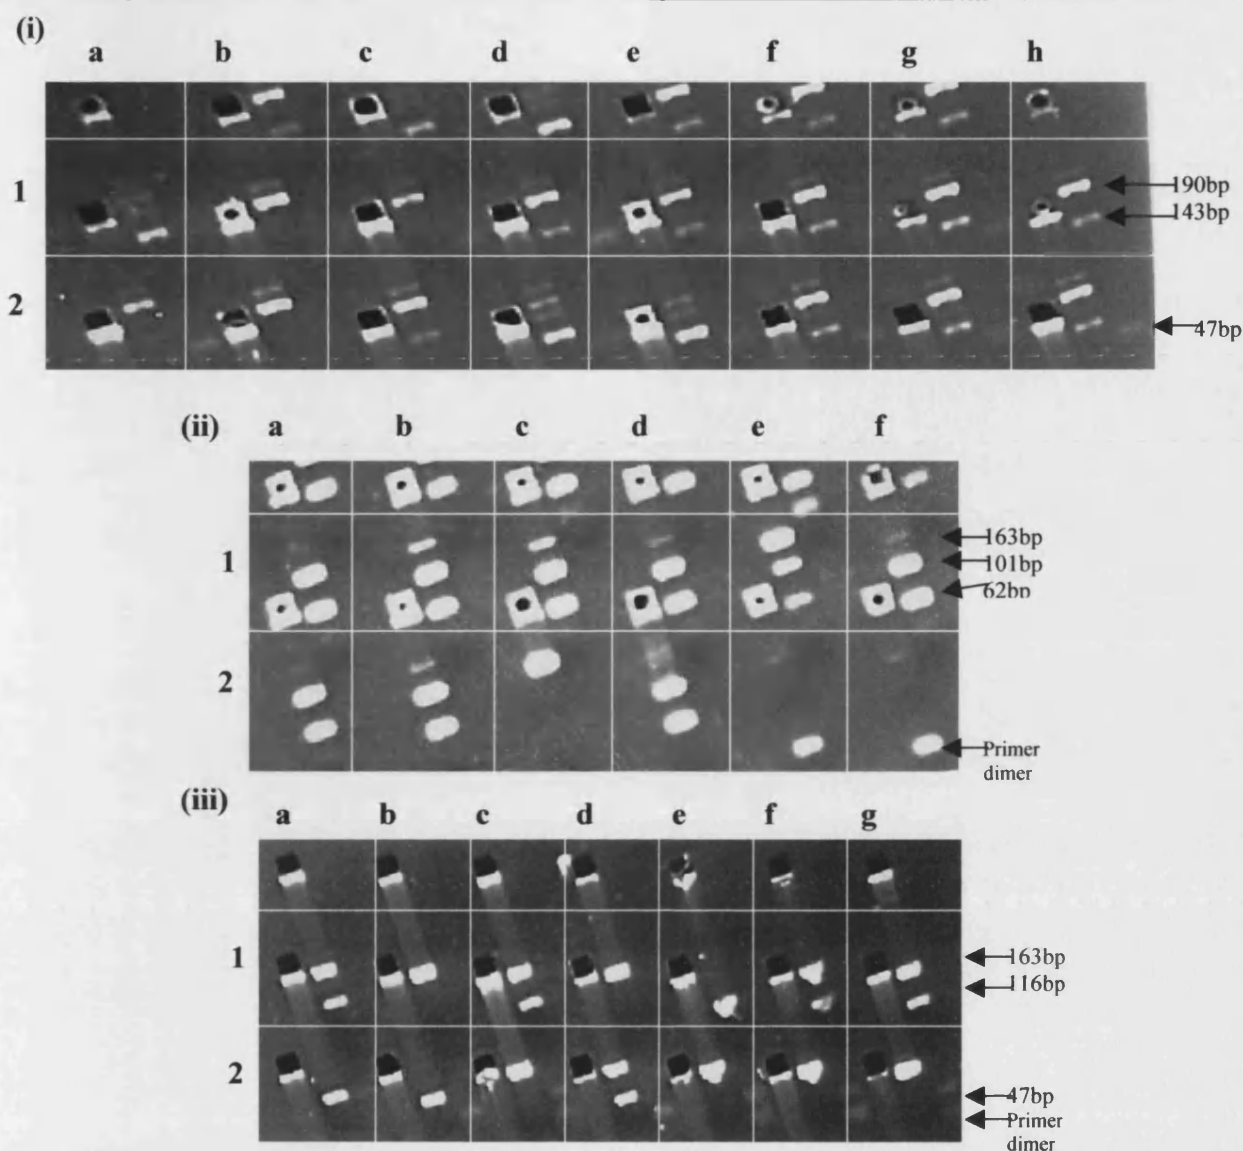 (i)
a b c d e f g h
1
190bp
143bp
2
47bp
(ii)
a b c d e f
1
163bp
101bp
62bp
2
Primer
dimer
(iii)
a b c d e f g
1
163bp
116bp
2
47bp
Primer
dimer